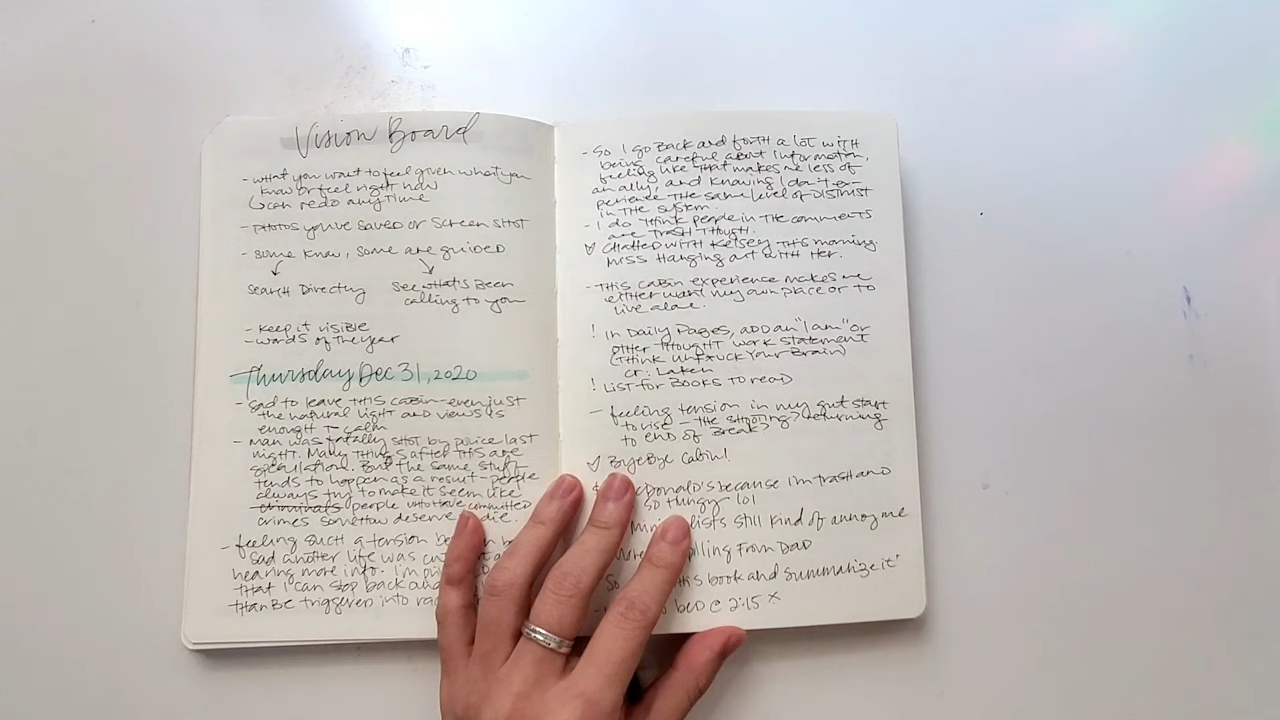 Vision Board
- what you want to feel given what you
know or feel right now
↳ can redo anytime
- PHOTOS you've saved or screen shot
- some know, some are guided
search Directly
See what's been
calling to you
- keep it visible
- words of the year
Thursday Dec 31, 2020
- sad to leave THIS cabin - even just
the natural light and views is
enough to calm
- man was fatally shot by police last
night. Many THINGS after THIS are
speculation. But the same stuff
tends to happen as a result - people
always try to make it seem like
criminals people who have committed
crimes somehow deserve die.
- feeling such a tension
sad another life was
hearing more info. I'm
that I can step back and
than be triggered into
- So I go back and forth a lot with
being careful about information,
feeling like that makes me less of
an ally, and knowing I don't ex-
perience the same level of distrust
in the system.
- I do think people in the comments
are trash though.
♡ chatted with Kelsey this morning.
miss hanging out with her.
- This cabin experience makes me
either want my own place or to
live alone.
! in Daily Pages, add an "I am" or
other thought work statement
(Think Unf*uck Your Brain)
cr: Laken
! List for Books to read
- feeling tension in my gut start
to rise - the shooting? returning
to end of break?
♡ Bye Bye Cabin!
because i'm trash and
so hungry lol
still kind of annoy me
From Dad
this book and summarize it"
bed @ 2:15 *